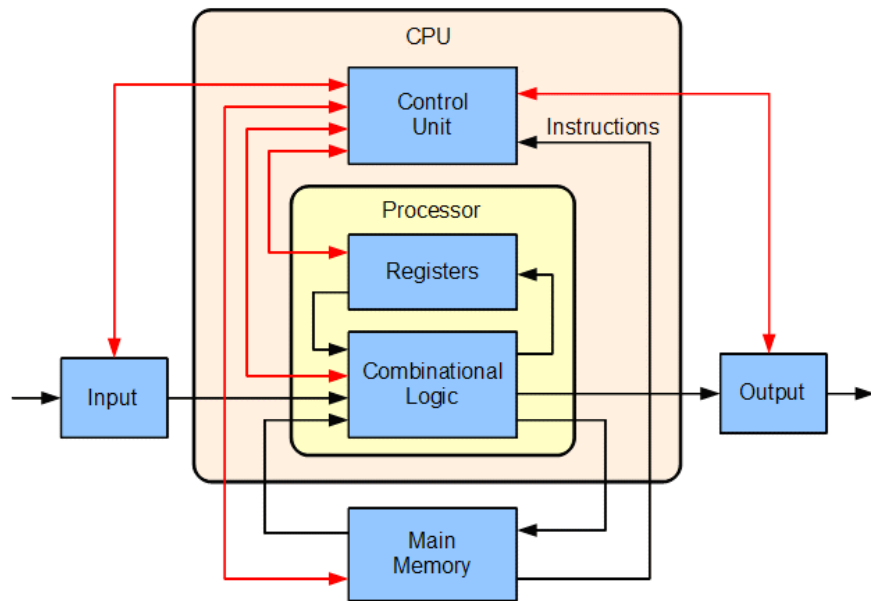 CPU
Control
Unit
Instructions
Processor
Registers
Combinational
Logic
Input
Output
Main
Memory